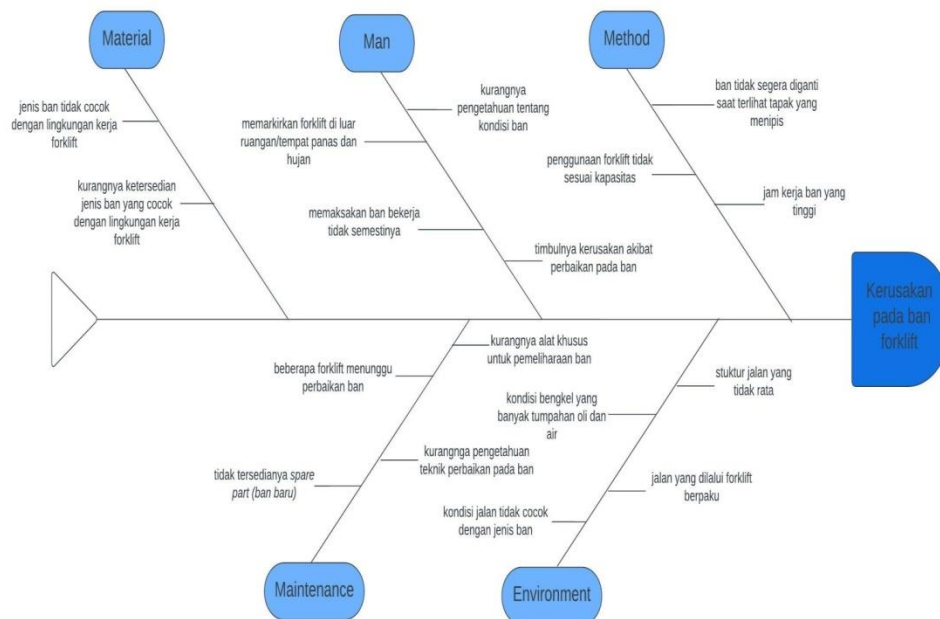 Material
Man
Method
jenis ban tidak cocok
dengan lingkungan kerja
forklift
kurangnya ketersedian
jenis ban yang cocok
dengan lingkungan kerja
forklift
kurangnya
pengetahuan tentang
kondisi ban
memarkirkan forklift di luar
ruangan/tempat panas dan
hujan
memaksakan ban bekerja
tidak semestinya
timbulnya kerusakan akibat
perbaikan pada ban
ban tidak segera diganti
saat terlihat tapak yang
menipis
penggunaan forklift tidak
sesuai kapasitas
jam kerja ban yang
tinggi
Kerusakan
pada ban
forklift
kurangnya alat khusus
untuk pemeliharaan ban
beberapa forklift menunggu
perbaikan ban
kurangnga pengetahuan
teknik perbaikan pada ban
tidak tersedianya spare
part (ban baru)
stuktur jalan yang
tidak rata
kondisi bengkel yang
banyak tumpahan oli dan
air
jalan yang dilalui forklift
berpaku
kondisi jalan tidak cocok
dengan jenis ban
Maintenance
Environment